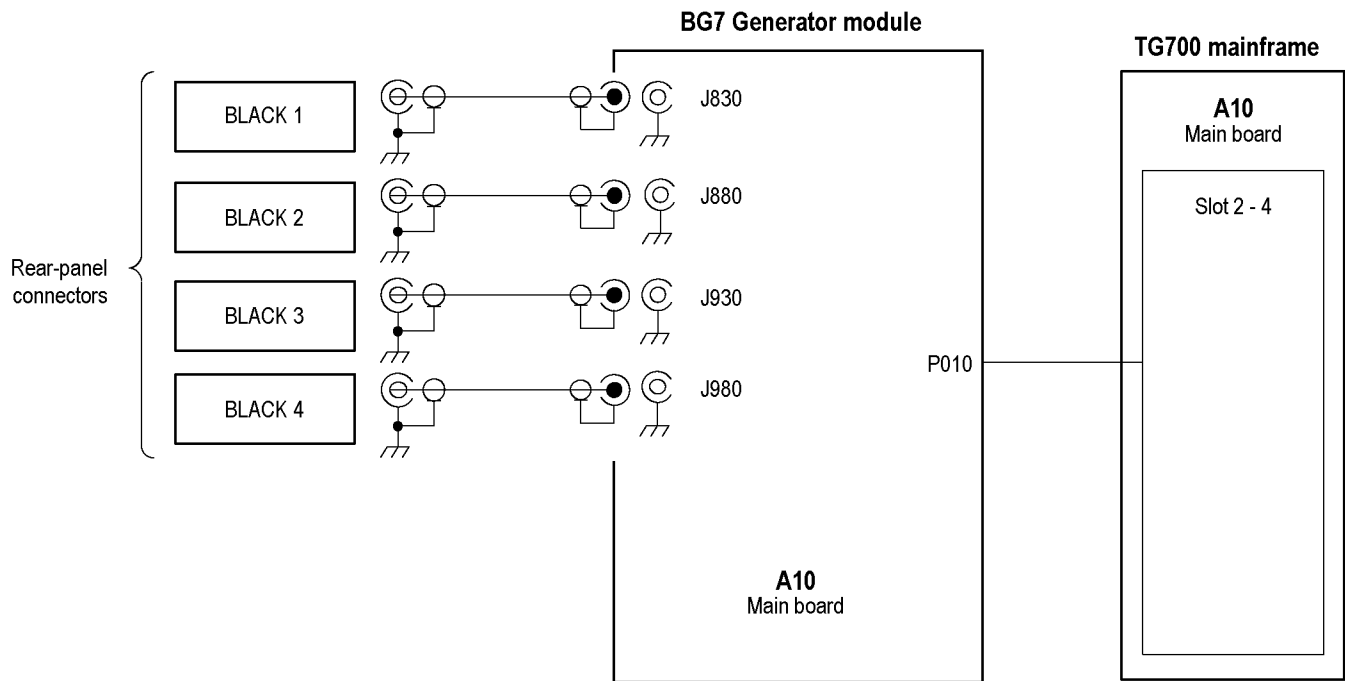 BG7 Generator module
TG700 mainframe
Rear-panel
connectors
BLACK 1
BLACK 2
BLACK 3
BLACK 4
J830
J880
J930
J980
P010
A10
Main board
A10
Main board
Slot 2 - 4